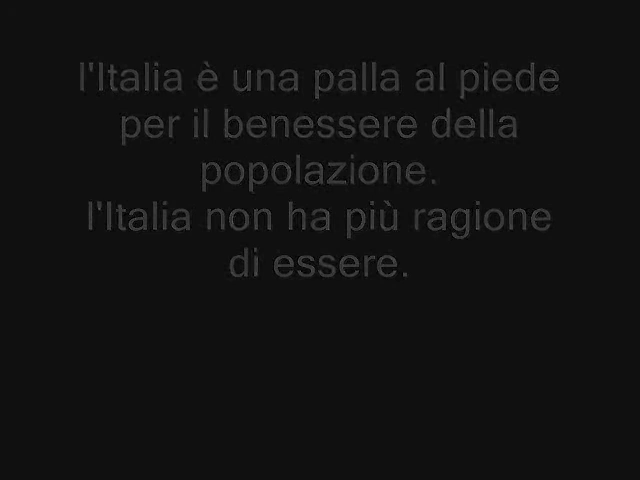 l'Italia è una palla al piede
per il benessere della
popolazione.
l'Italia non ha più ragione
di essere.